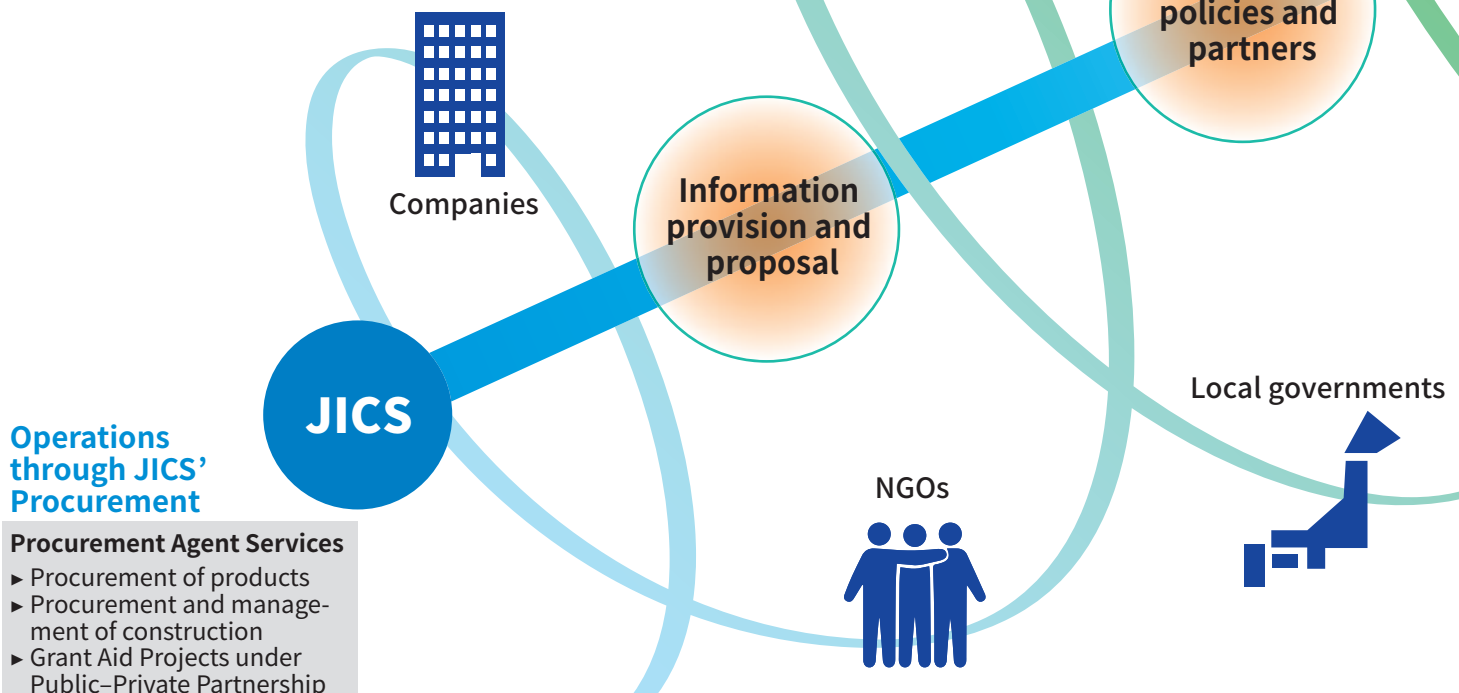 policies and
partners
Companies
Information
provision and
proposal
JICS
Local governments
NGOs
Operations
through JICS’
Procurement
Procurement Agent Services
▸ Procurement of products
▸ Procurement and manage-
ment of construction
▸ Grant Aid Projects under
Public–Private Partnership